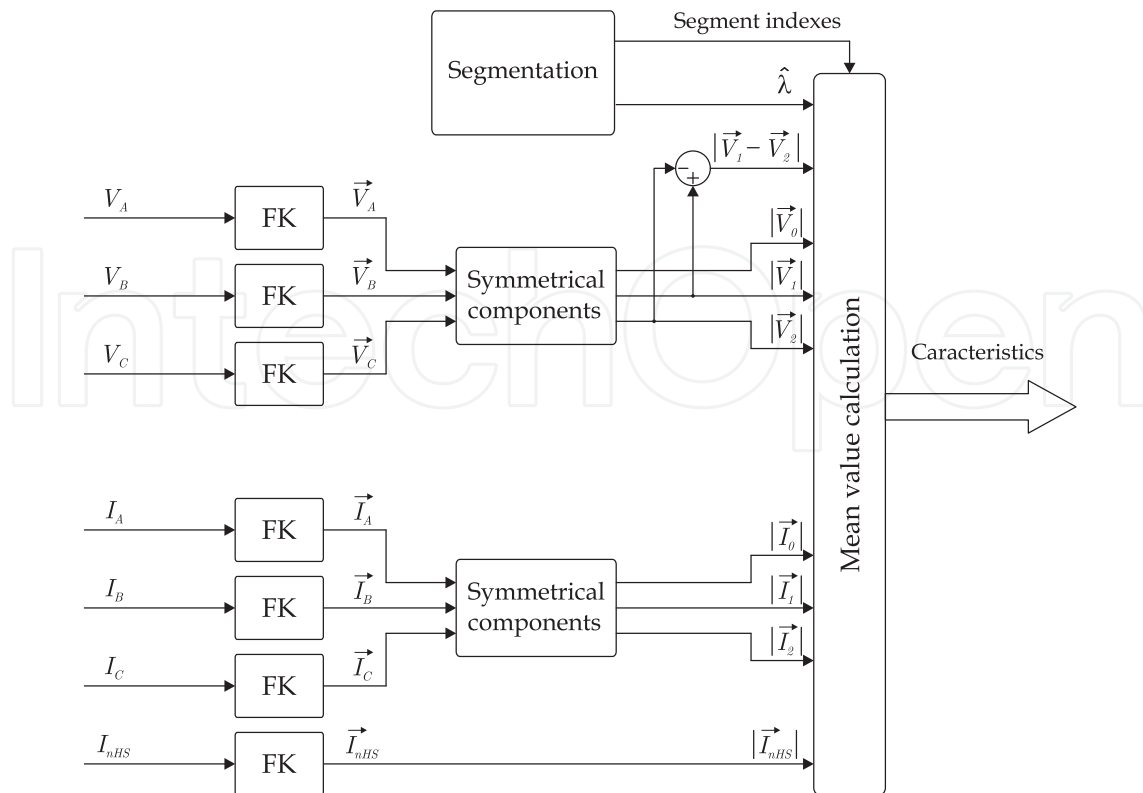 Segment indexes
Segmentation
λ̂
|V⃗₁ − V⃗₂|
−
+
V_A
FK
V⃗_A
V_B
FK
V⃗_B
V_C
FK
V⃗_C
Symmetrical
components
|V⃗₀|
|V⃗₁|
|V⃗₂|
Mean value calculation
Caracteristics
IntechOpen
I_A
FK
I⃗_A
I_B
FK
I⃗_B
I_C
FK
I⃗_C
Symmetrical
components
|I⃗₀|
|I⃗₁|
|I⃗₂|
I_nHS
FK
I⃗_nHS
|I⃗_nHS|